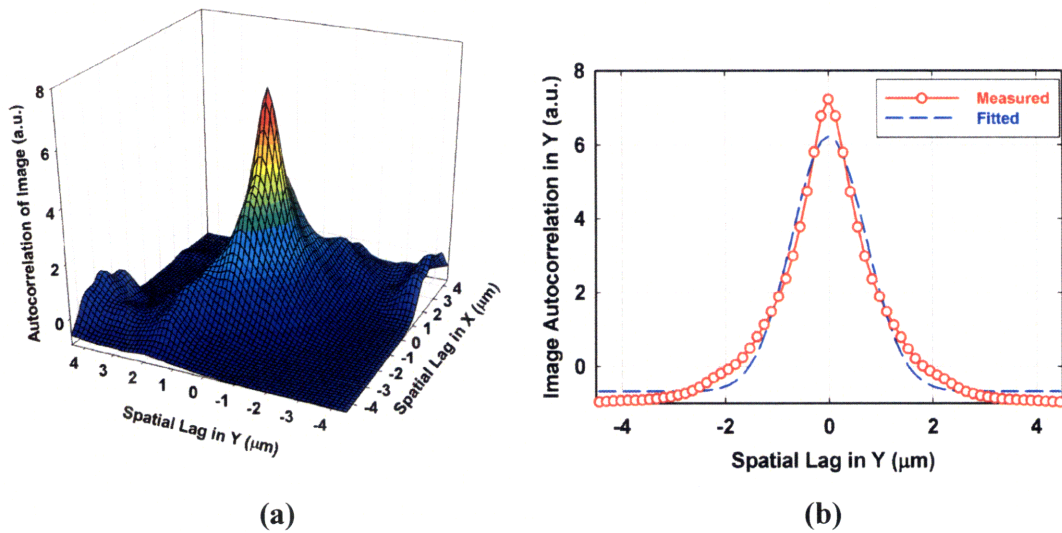 8
6
4
2
0
Autocorrelation of Image (a.u.)
4
3
2
1
0
-1
-2
-3
-4
Spatial Lag in Y (μm)
4
3
2
1
0
-1
-2
-3
-4
Spatial Lag in X (μm)
(a)
8
6
4
2
0
Image Autocorrelation in Y (a.u.)
Measured
Fitted
-4 -2 0 2 4
Spatial Lag in Y (μm)
(b)